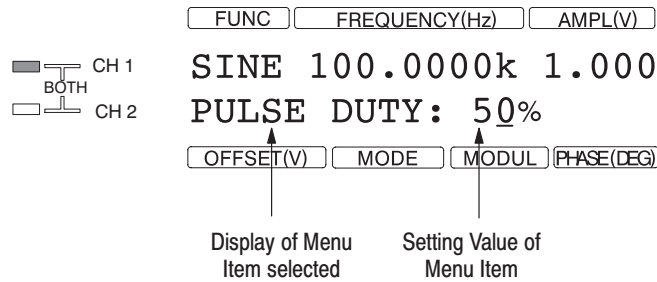 FUNC FREQUENCY(Hz) AMPL(V)
CH 1
BOTH
CH 2
SINE 100.0000k 1.000
PULSE DUTY: 50%
OFFSET(V) MODE MODUL PHASE(DEG)
Display of Menu
Item selected
Setting Value of
Menu Item